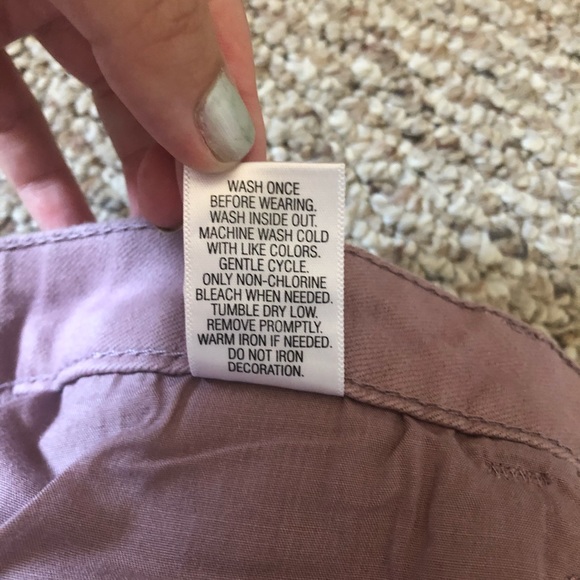 WASH ONCE
BEFORE WEARING.
WASH INSIDE OUT.
MACHINE WASH COLD
WITH LIKE COLORS.
GENTLE CYCLE.
ONLY NON-CHLORINE
BLEACH WHEN NEEDED.
TUMBLE DRY LOW.
REMOVE PROMPTLY.
WARM IRON IF NEEDED.
DO NOT IRON
DECORATION.